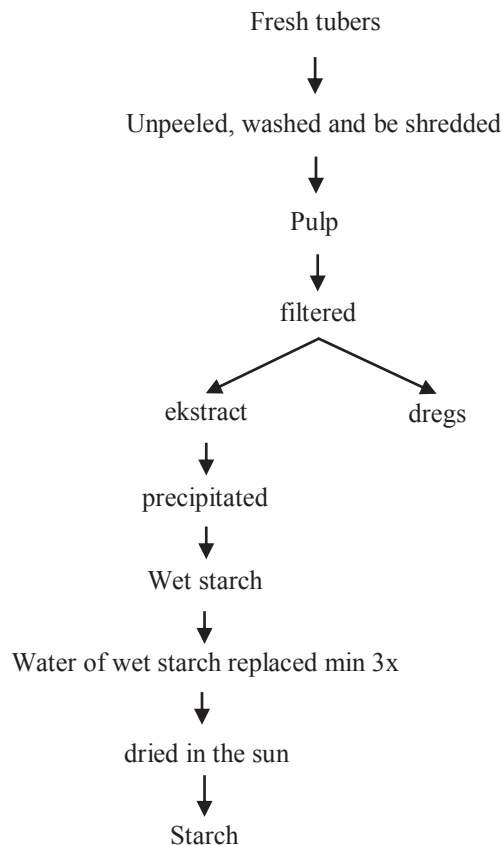 Fresh tubers
Unpeeled, washed and be shredded
Pulp
filtered
ekstract
dregs
precipitated
Wet starch
Water of wet starch replaced min 3x
dried in the sun
Starch